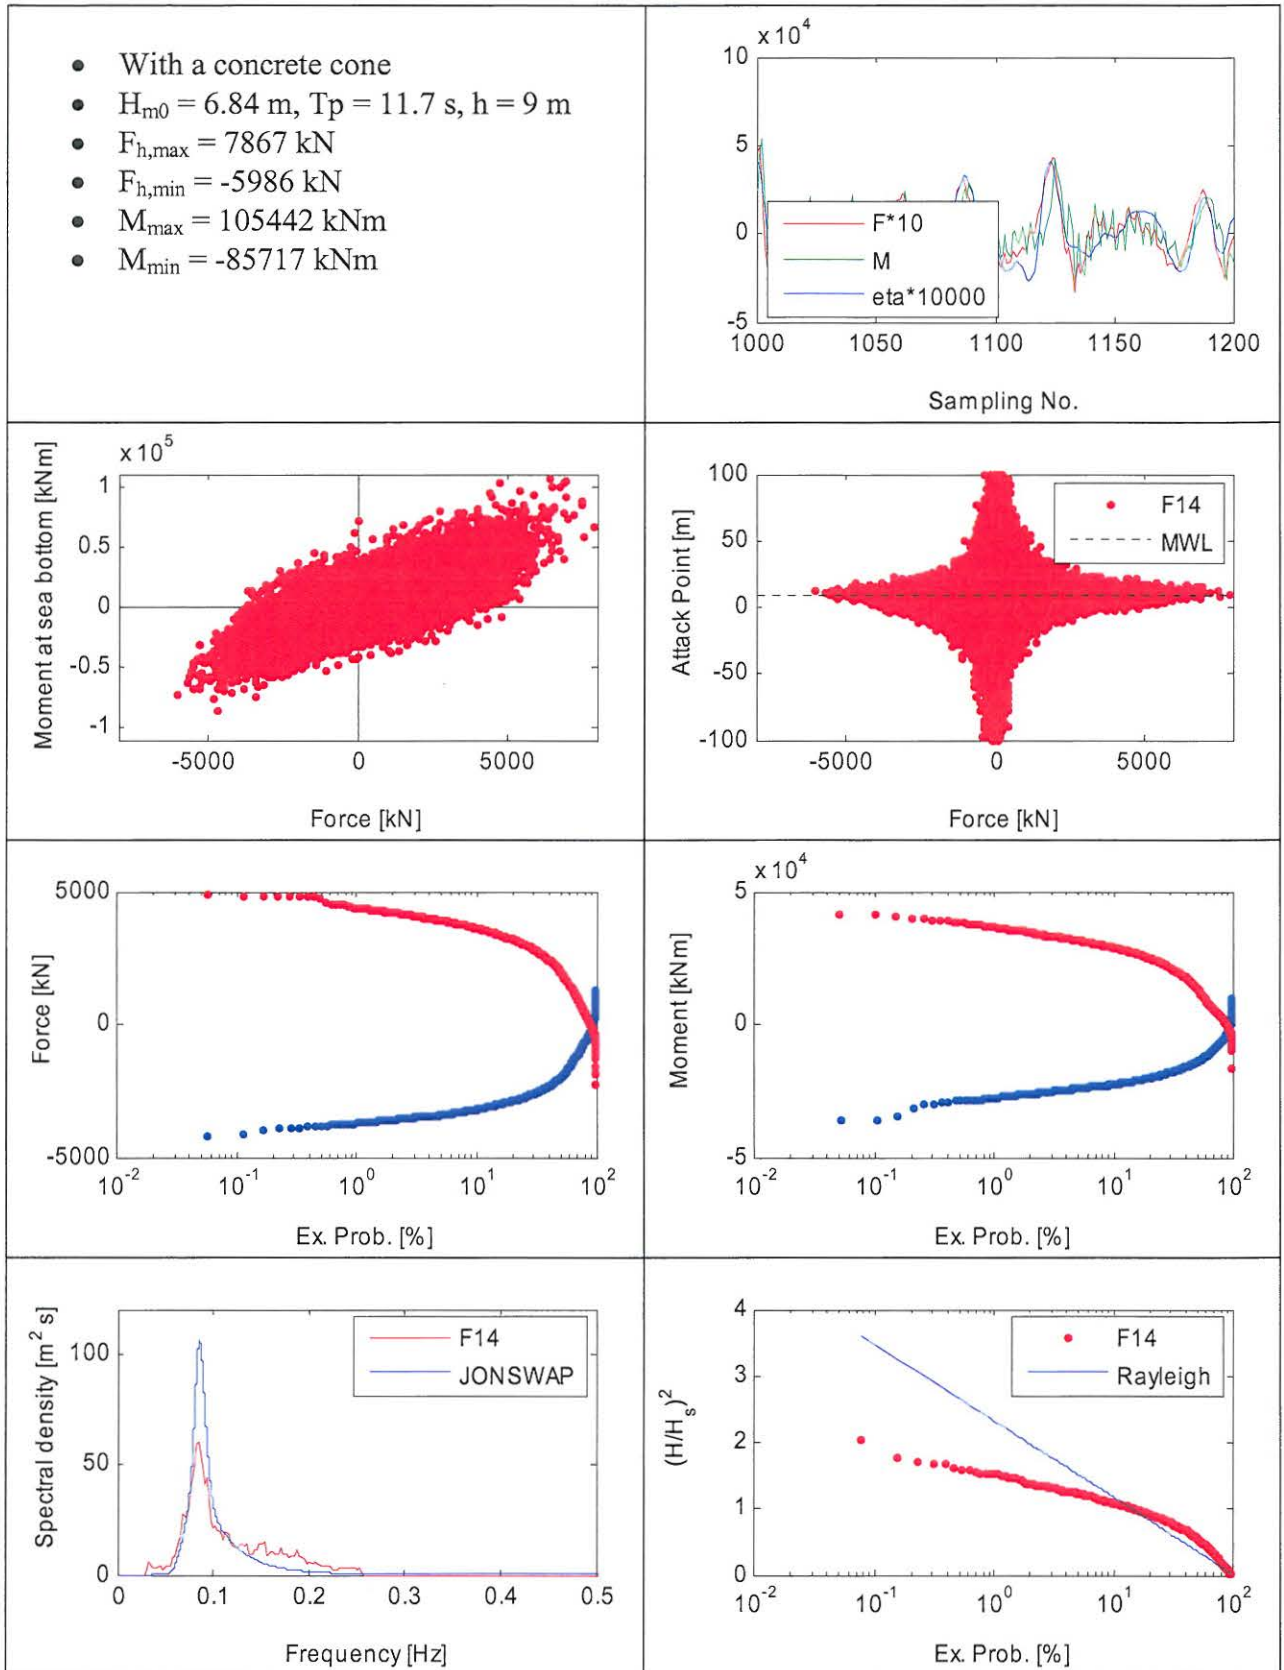 • With a concrete cone
• Hm0 = 6.84 m, Tp = 11.7 s, h = 9 m
• Fh,max = 7867 kN
• Fh,min = -5986 kN
• Mmax = 105442 kNm
• Mmin = -85717 kNm
x 10^4
10
5
0
-5
F*10
M
eta*10000
1000 1050 1100 1150 1200
Sampling No.
x 10^5
Moment at sea bottom [kNm]
1
0.5
0
-0.5
-1
-5000 0 5000
Force [kN]
Attack Point [m]
100
50
0
-50
-100
F14
MWL
-5000 0 5000
Force [kN]
Force [kN]
5000
0
-5000
10^-2 10^-1 10^0 10^1 10^2
Ex. Prob. [%]
x 10^4
Moment [kNm]
5
0
-5
10^-2 10^-1 10^0 10^1 10^2
Ex. Prob. [%]
Spectral density [m^2 s]
100
50
0
F14
JONSWAP
0 0.1 0.2 0.3 0.4 0.5
Frequency [Hz]
(H/H_s)^2
4
3
2
1
0
F14
Rayleigh
10^-2 10^-1 10^0 10^1 10^2
Ex. Prob. [%]